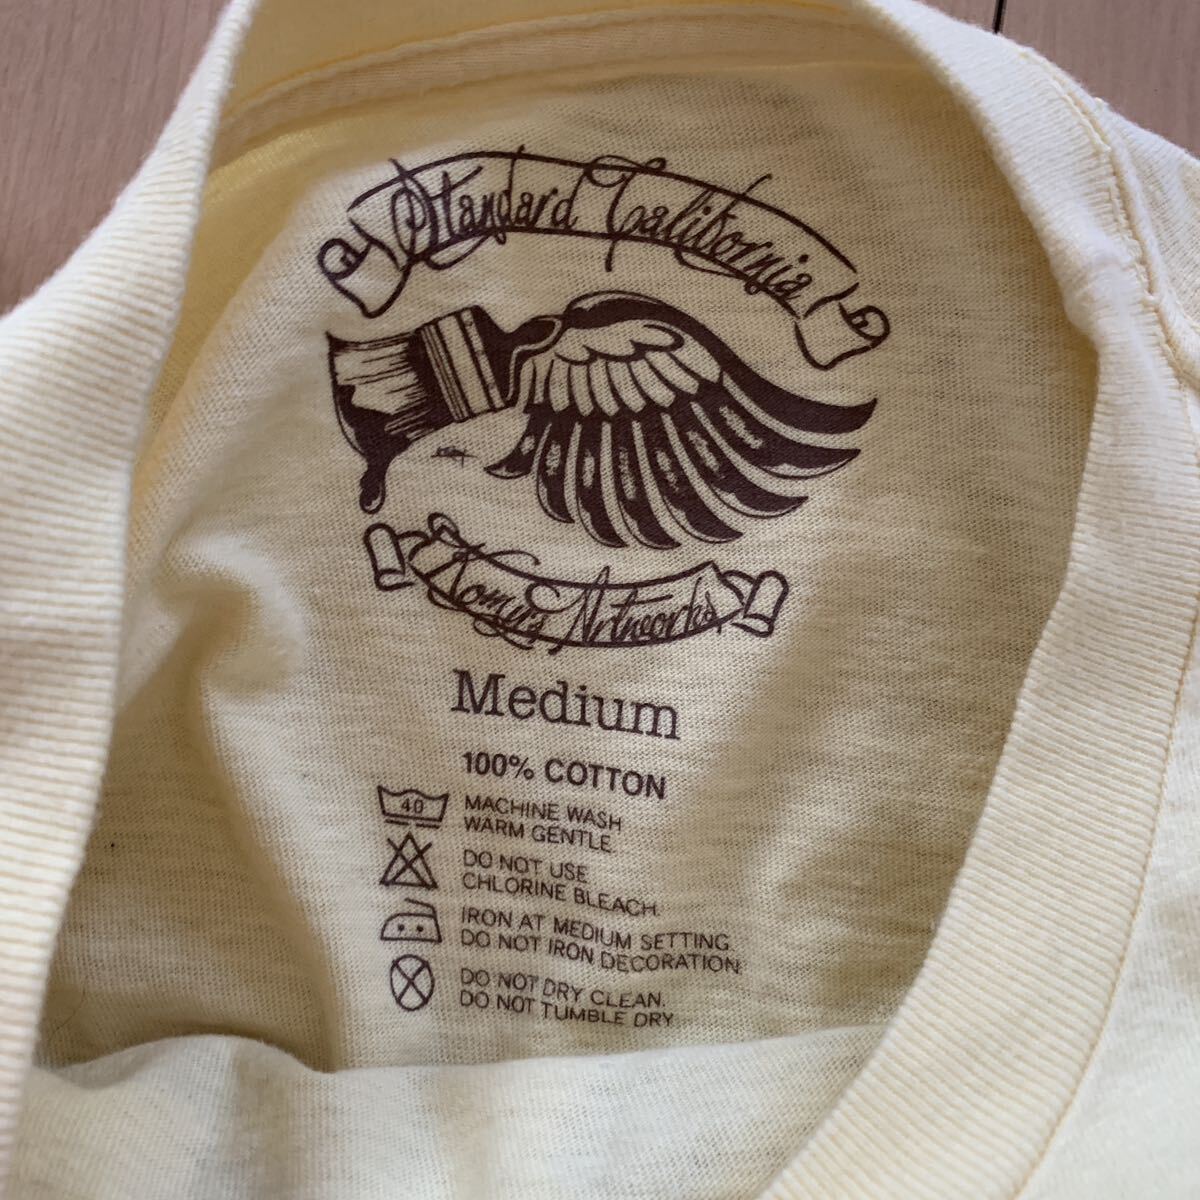 Standard California
Komy's Artworks
Medium
100% COTTON
40
MACHINE WASH
WARM GENTLE.
DO NOT USE
CHLORINE BLEACH.
IRON AT MEDIUM SETTING.
DO NOT IRON DECORATION.
DO NOT DRY CLEAN.
DO NOT TUMBLE DRY